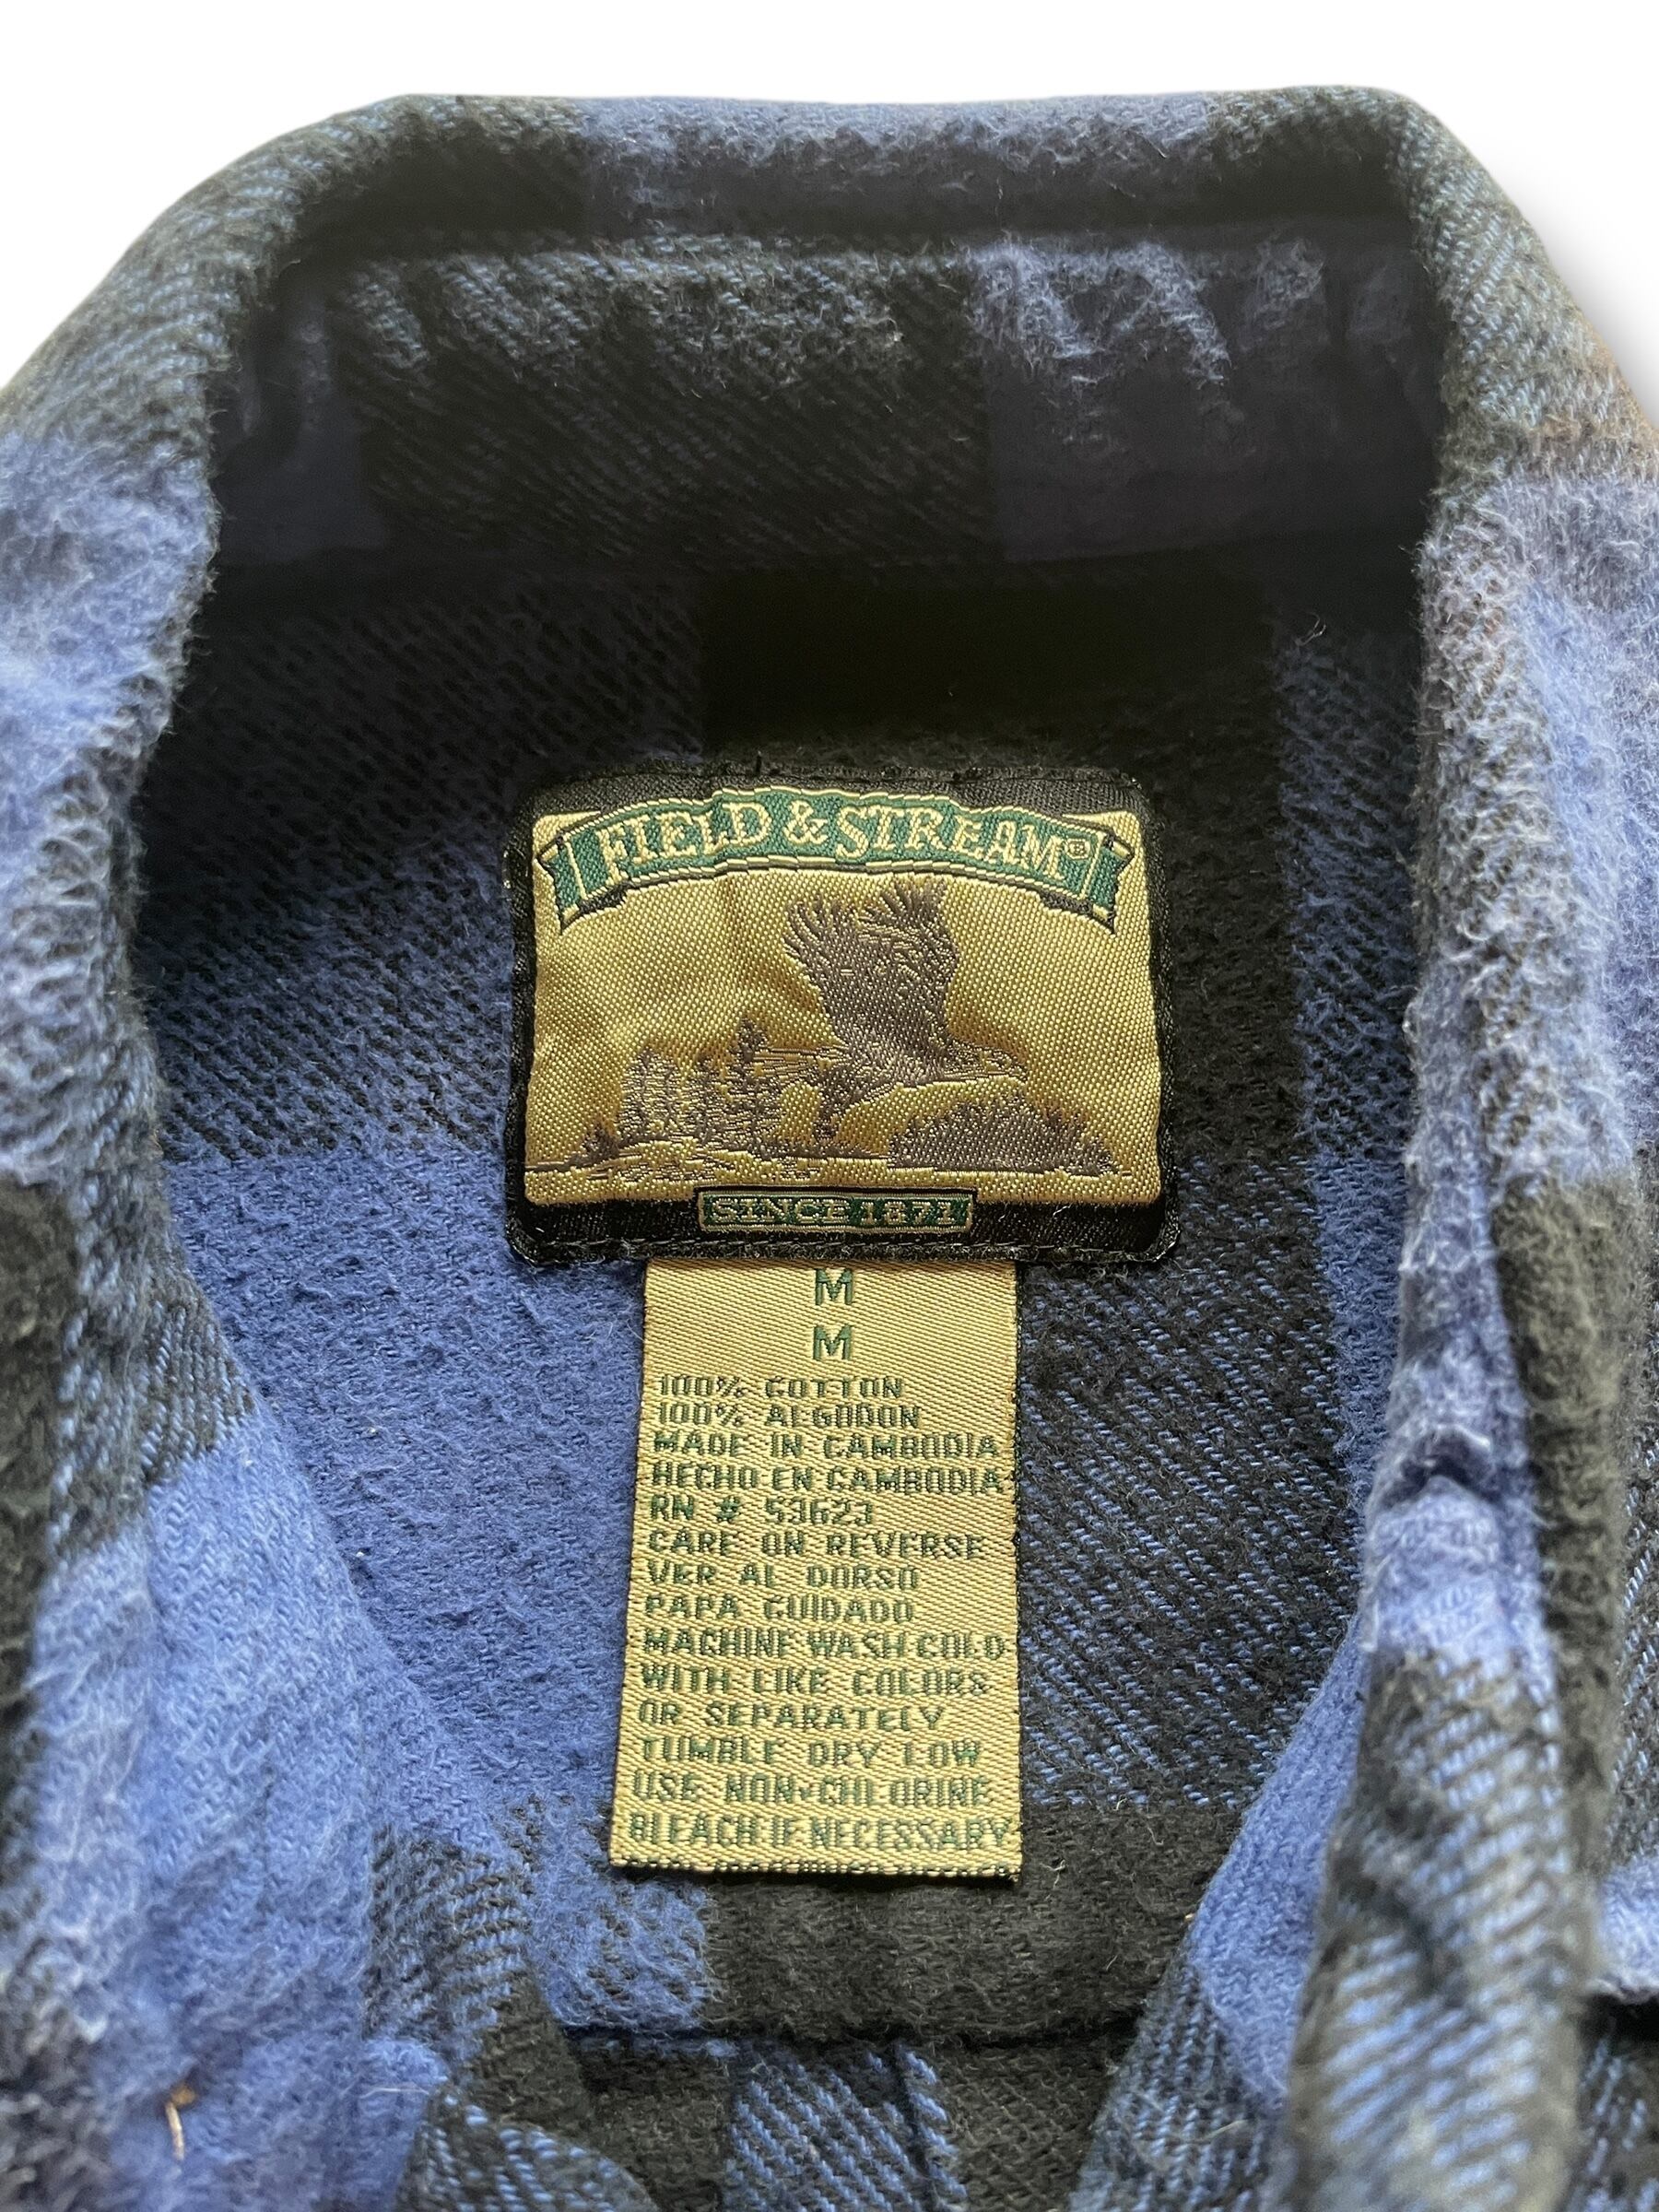 FIELD & STREAM®
SINCE 1871
M
M
100% COTTON
100% ALGODON
MADE IN CAMBODIA
HECHO EN CAMBODIA
RN # 53623
CARE ON REVERSE
VER AL DORSO
PAPA CUIDADO
MACHINE WASH COLD
WITH LIKE COLORS
OR SEPARATELY
TUMBLE DRY LOW
USE NON-CHLORINE
BLEACH IF NECESSARY